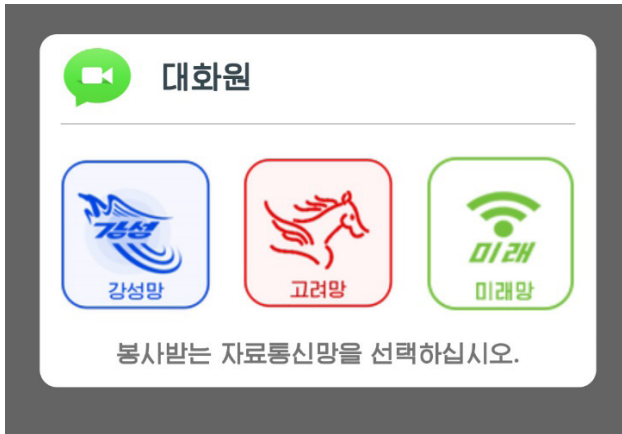 대화원
강성
강성망
고려망
미래
미래망
봉사받는 자료통신망을 선택하십시오.